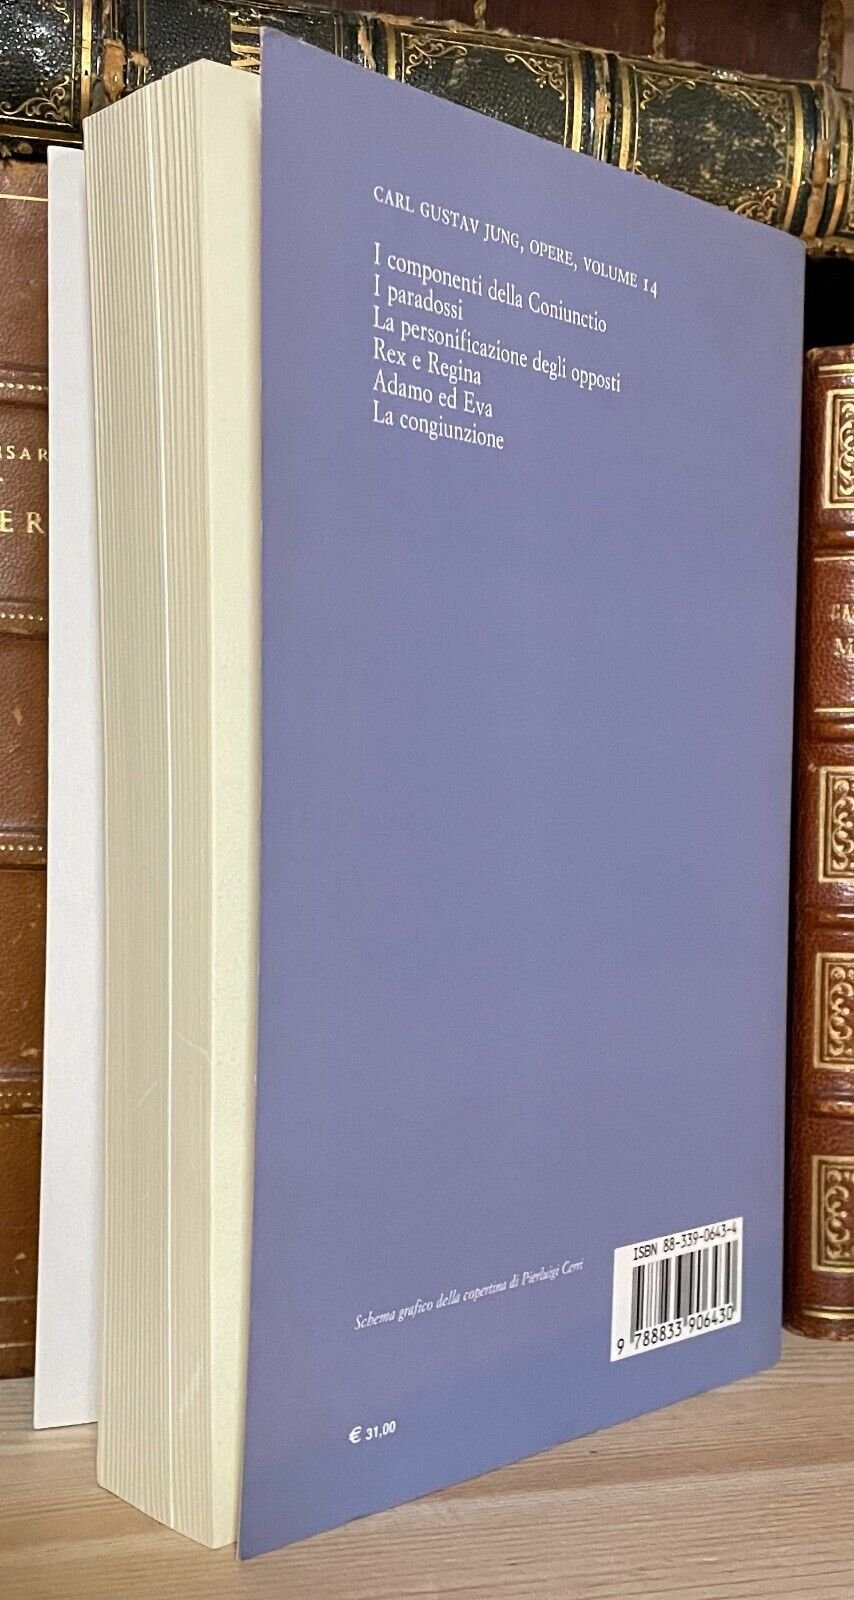 CARL GUSTAV JUNG, OPERE, VOLUME 14
I componenti della Coniunctio
I paradossi
La personificazione degli opposti
Rex e Regina
Adamo ed Eva
La congiunzione
Schema grafico della copertina di Pierluigi Cerri
ISBN 88-339-0643-4
9 788833 906430
€ 31,00